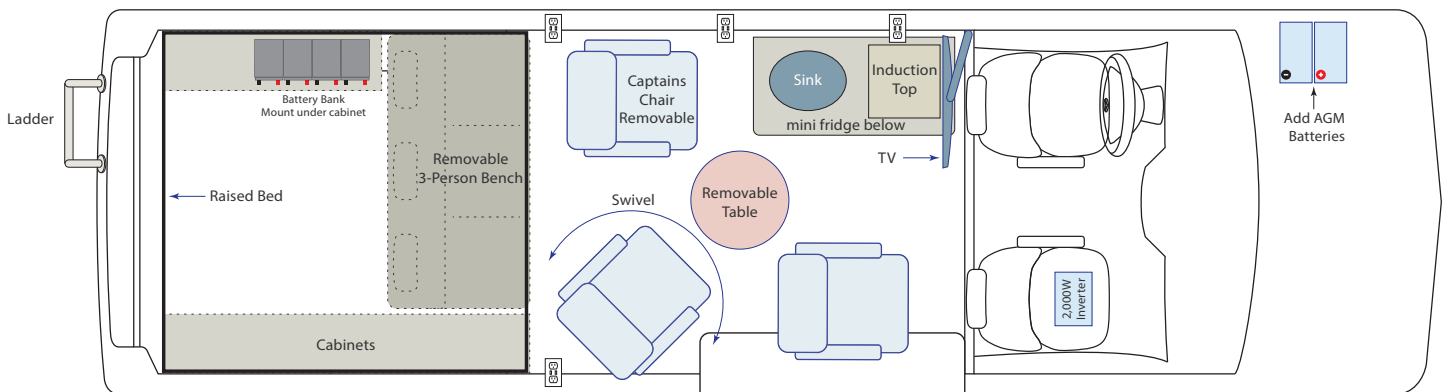 Ladder
Battery Bank
Mount under cabinet
Raised Bed
Removable
3-Person Bench
Cabinets
Captains
Chair
Removable
Swivel
Removable
Table
Sink
Induction
Top
mini fridge below
TV
2,000W
Inverter
Add AGM
Batteries